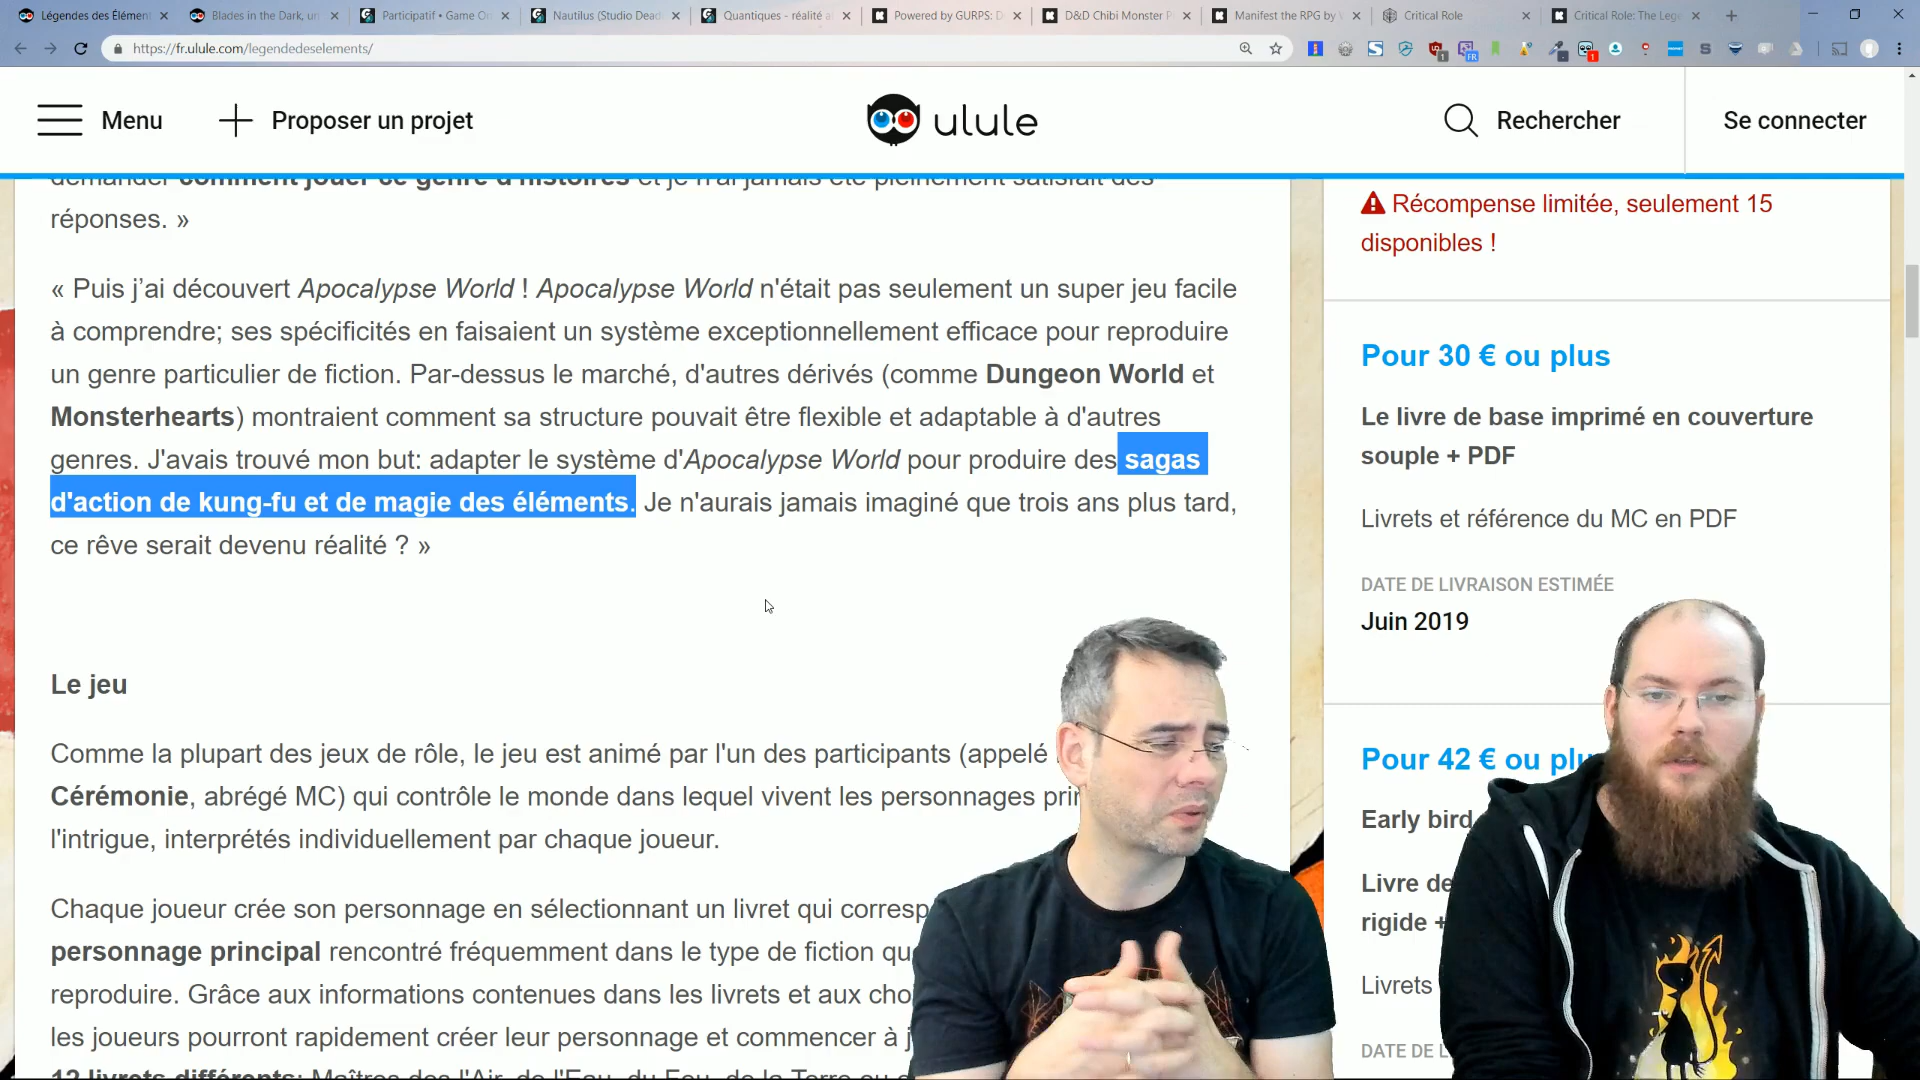 Légendes des Élémen
Blades in the Dark, un
Participatif • Game O
Nautilus (Studio Dead
Quantiques - réalité a
Powered by GURPS: D
D&D Chibi Monster P
Manifest the RPG by V
Critical Role
Critical Role: The Lege
https://fr.ulule.com/legendedeselements/
Menu
Proposer un projet
ulule
Rechercher
Se connecter
demander comment jouer ce genre d'histoires et je n'ai jamais été pleinement satisfait des
réponses. »
« Puis j'ai découvert Apocalypse World ! Apocalypse World n'était pas seulement un super jeu facile
à comprendre; ses spécificités en faisaient un système exceptionnellement efficace pour reproduire
un genre particulier de fiction. Par-dessus le marché, d'autres dérivés (comme Dungeon World et
Monsterhearts) montraient comment sa structure pouvait être flexible et adaptable à d'autres
genres. J'avais trouvé mon but: adapter le système d'Apocalypse World pour produire des sagas
d'action de kung-fu et de magie des éléments. Je n'aurais jamais imaginé que trois ans plus tard,
ce rêve serait devenu réalité ? »
Le jeu
Comme la plupart des jeux de rôle, le jeu est animé par l'un des participants (appelé
Cérémonie, abrégé MC) qui contrôle le monde dans lequel vivent les personnages prin
l'intrigue, interprétés individuellement par chaque joueur.
Chaque joueur crée son personnage en sélectionnant un livret qui corresp
personnage principal rencontré fréquemment dans le type de fiction qu
reproduire. Grâce aux informations contenues dans les livrets et aux cho
les joueurs pourront rapidement créer leur personnage et commencer à j
12 livrets différents: Maîtres des l'Air, de l'Eau, du Feu, de la Terre ou
Récompense limitée, seulement 15
disponibles !
Pour 30 € ou plus
Le livre de base imprimé en couverture
souple + PDF
Livrets et référence du MC en PDF
DATE DE LIVRAISON ESTIMÉE
Juin 2019
Pour 42 € ou plu
Early bird
Livre de
rigide +
Livrets
DATE DE L